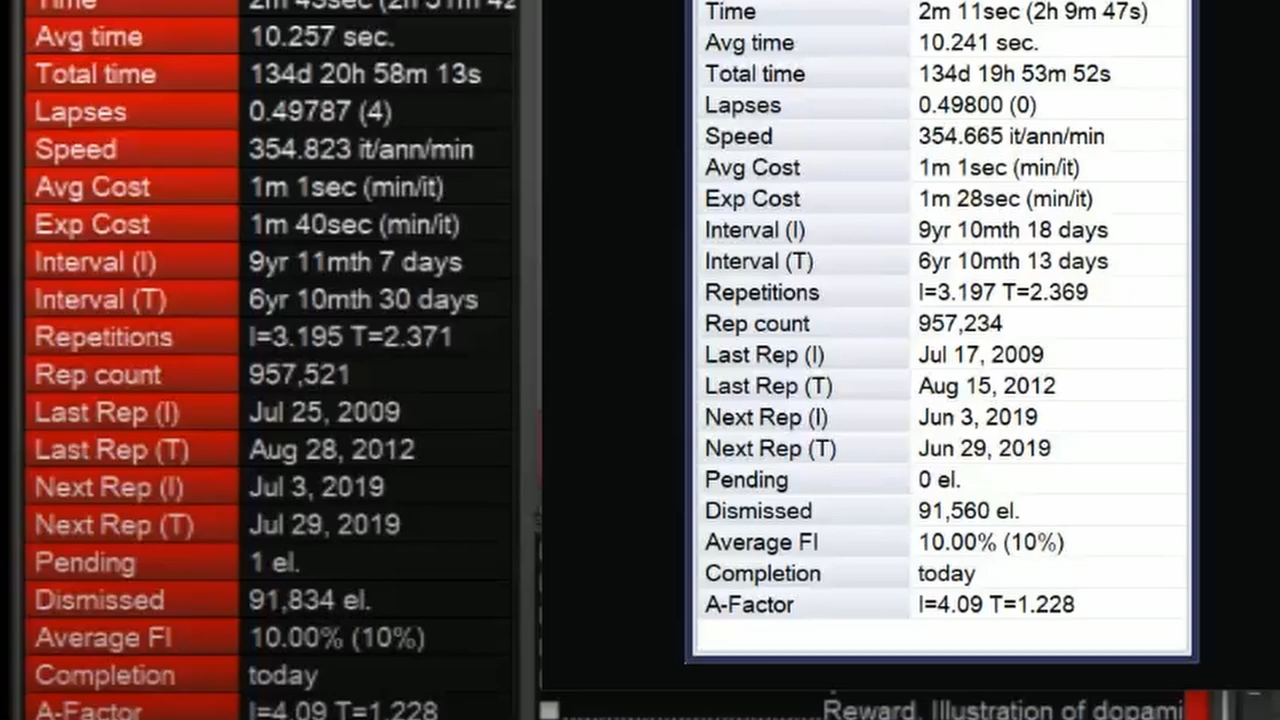 Time 2m 43sec (2h 51m 42
Avg time 10.257 sec.
Total time 134d 20h 58m 13s
Lapses 0.49787 (4)
Speed 354.823 it/ann/min
Avg Cost 1m 1sec (min/it)
Exp Cost 1m 40sec (min/it)
Interval (I) 9yr 11mth 7 days
Interval (T) 6yr 10mth 30 days
Repetitions I=3.195 T=2.371
Rep count 957,521
Last Rep (I) Jul 25, 2009
Last Rep (T) Aug 28, 2012
Next Rep (I) Jul 3, 2019
Next Rep (T) Jul 29, 2019
Pending 1 el.
Dismissed 91,834 el.
Average FI 10.00% (10%)
Completion today
A-Factor I=4.09 T=1.228
Time 2m 11sec (2h 9m 47s)
Avg time 10.241 sec.
Total time 134d 19h 53m 52s
Lapses 0.49800 (0)
Speed 354.665 it/ann/min
Avg Cost 1m 1sec (min/it)
Exp Cost 1m 28sec (min/it)
Interval (I) 9yr 10mth 18 days
Interval (T) 6yr 10mth 13 days
Repetitions I=3.197 T=2.369
Rep count 957,234
Last Rep (I) Jul 17, 2009
Last Rep (T) Aug 15, 2012
Next Rep (I) Jun 3, 2019
Next Rep (T) Jun 29, 2019
Pending 0 el.
Dismissed 91,560 el.
Average FI 10.00% (10%)
Completion today
A-Factor I=4.09 T=1.228
Reward. Illustration of dopami